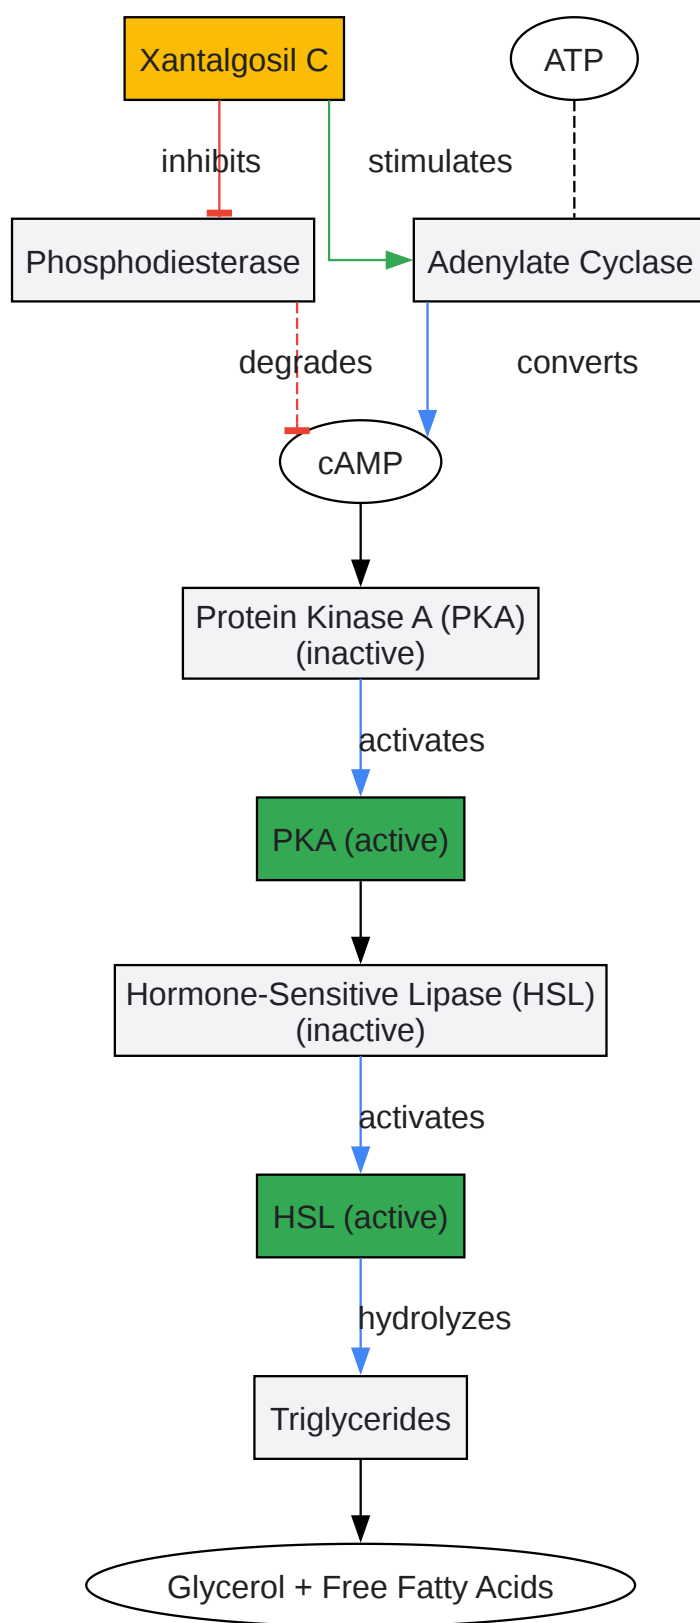 Xantalgosil C
ATP
inhibits
stimulates
Phosphodiesterase
Adenylate Cyclase
degrades
converts
cAMP
Protein Kinase A (PKA)
(inactive)
activates
PKA (active)
Hormone-Sensitive Lipase (HSL)
(inactive)
activates
HSL (active)
hydrolyzes
Triglycerides
Glycerol + Free Fatty Acids